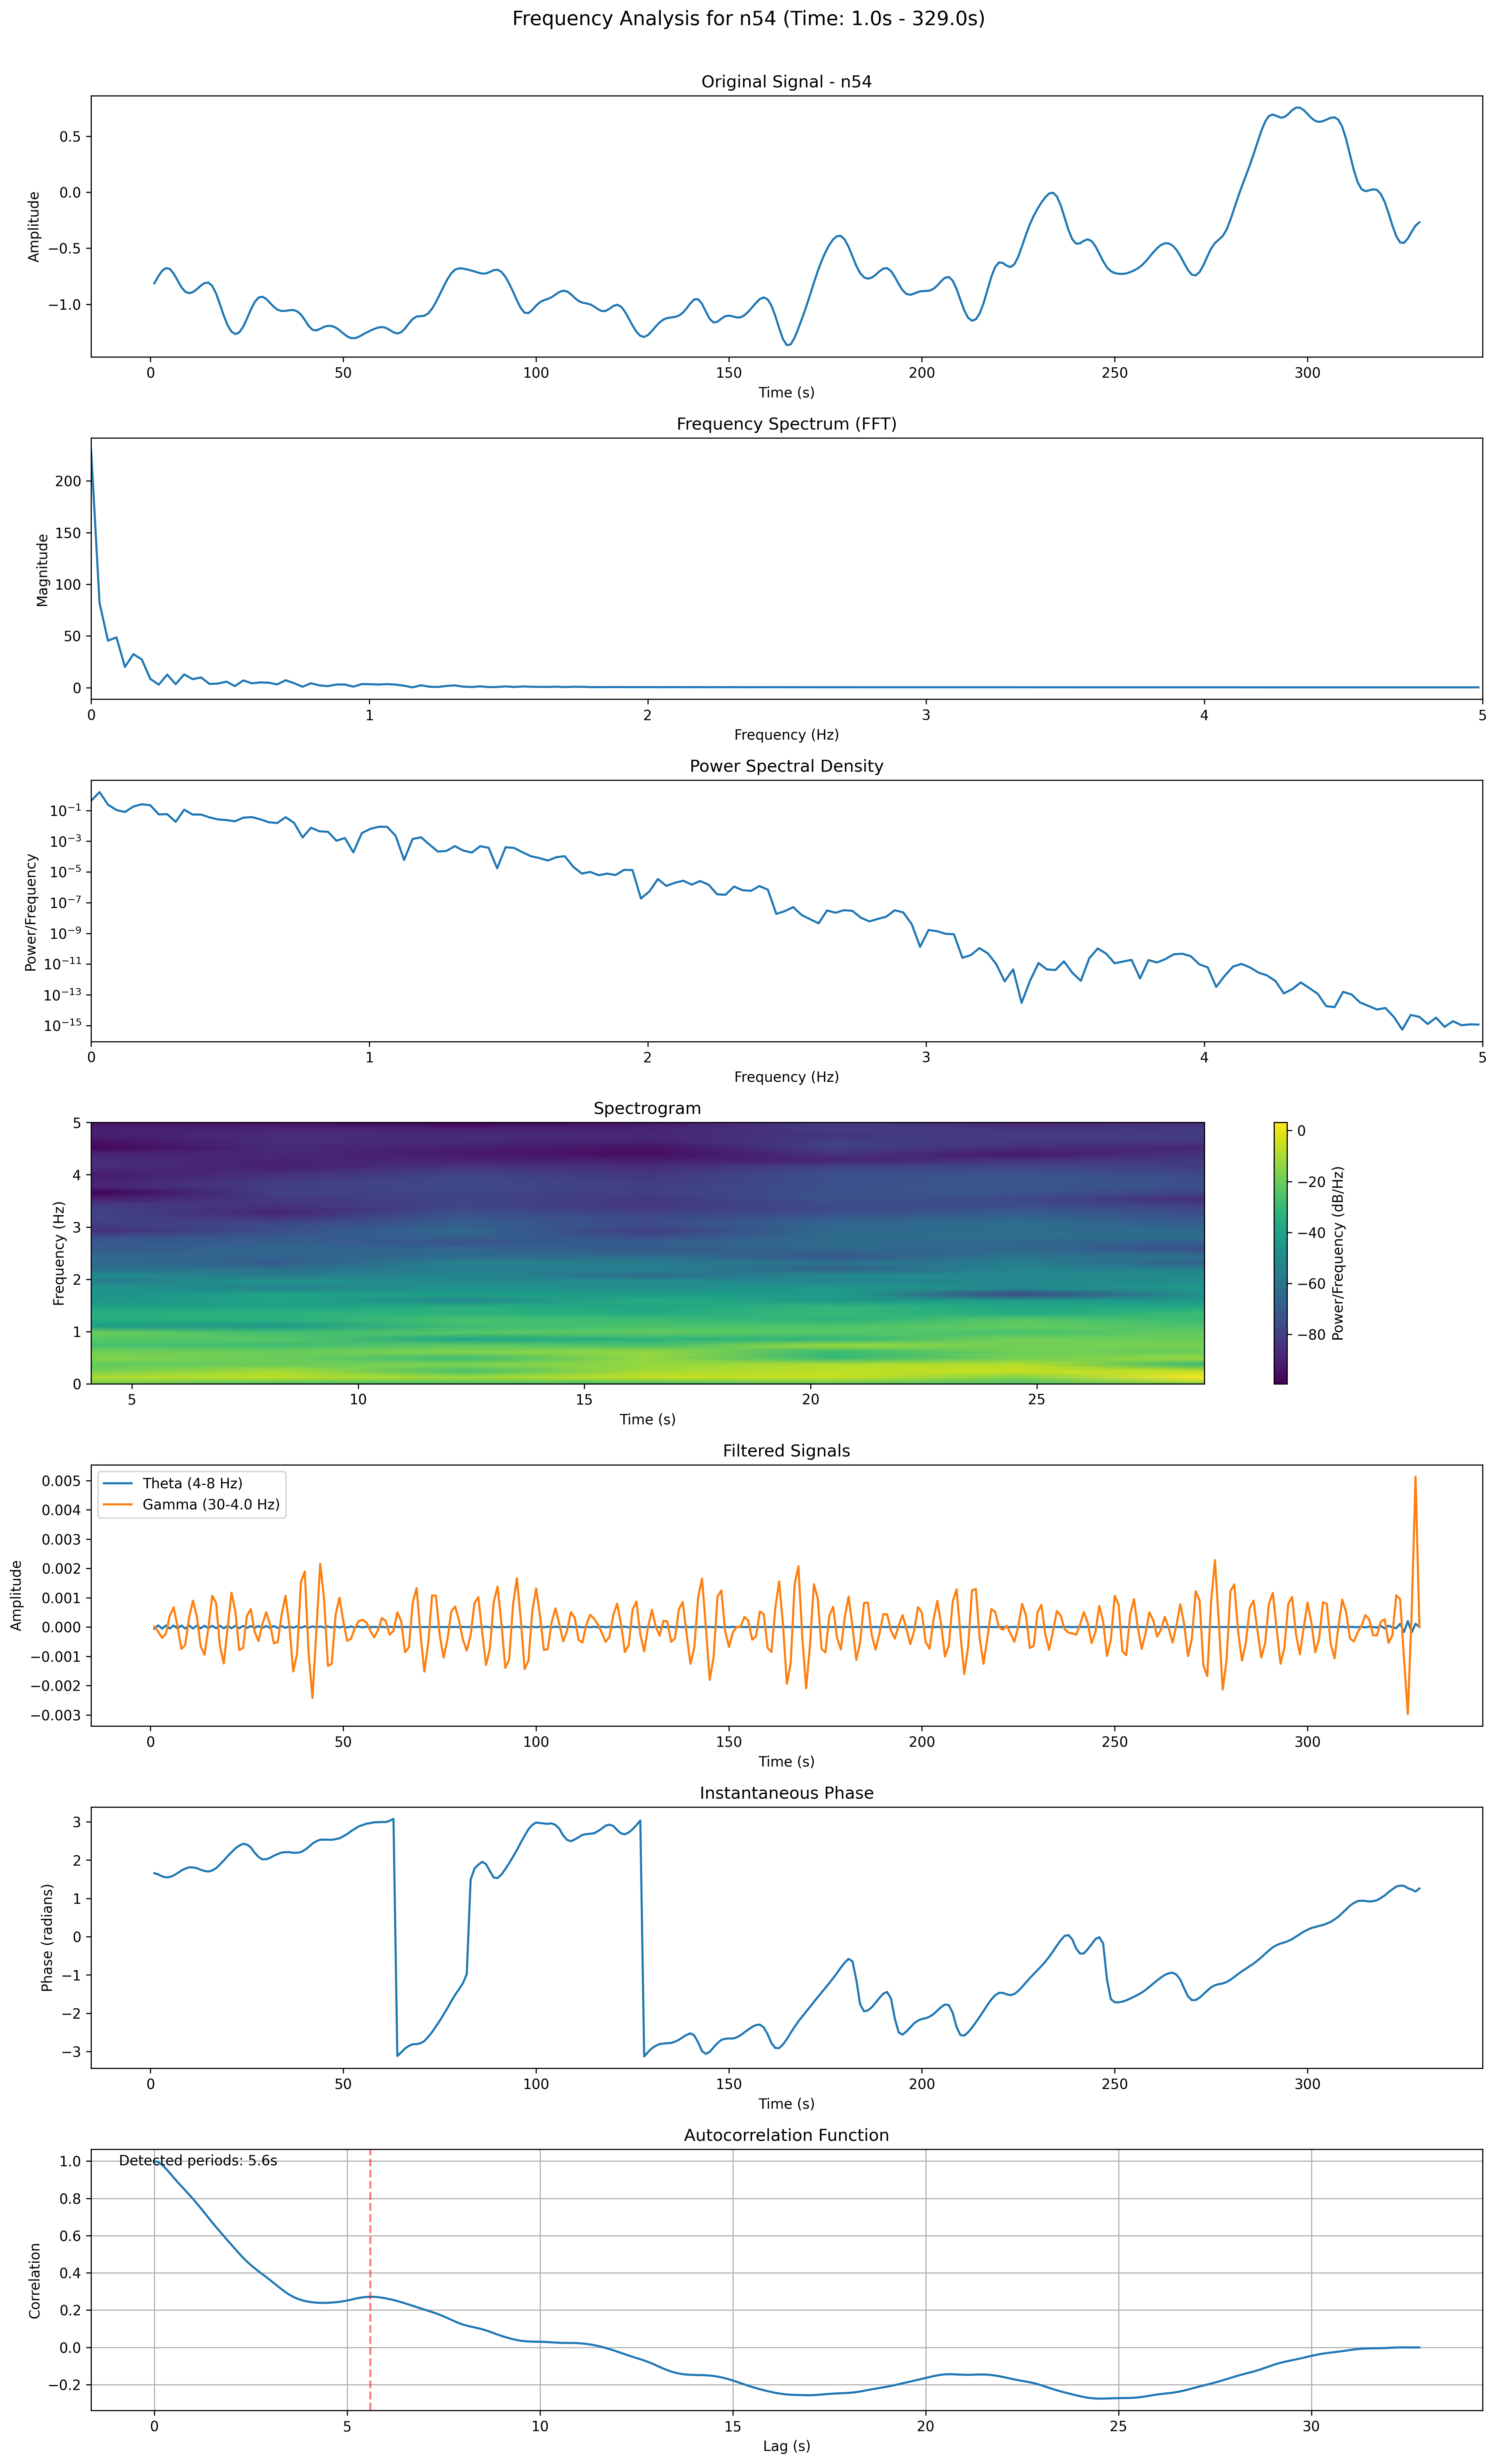 Frequency Analysis for n54 (Time: 1.0s - 329.0s)
Original Signal - n54
Amplitude
0.5
0.0
−0.5
−1.0
0 50 100 150 200 250 300
Time (s)
Frequency Spectrum (FFT)
Magnitude
200
150
100
50
0
0 1 2 3 4 5
Frequency (Hz)
Power Spectral Density
Power/Frequency
10⁻¹
10⁻³
10⁻⁵
10⁻⁷
10⁻⁹
10⁻¹¹
10⁻¹³
10⁻¹⁵
0 1 2 3 4 5
Frequency (Hz)
Spectrogram
Frequency (Hz)
5
4
3
2
1
0
5 10 15 20 25
Time (s)
0
−20
−40
−60
−80
Power/Frequency (dB/Hz)
Filtered Signals
Theta (4-8 Hz)
Gamma (30-4.0 Hz)
Amplitude
0.005
0.004
0.003
0.002
0.001
0.000
−0.001
−0.002
−0.003
0 50 100 150 200 250 300
Time (s)
Instantaneous Phase
Phase (radians)
3
2
1
0
−1
−2
−3
0 50 100 150 200 250 300
Time (s)
Autocorrelation Function
Detected periods: 5.6s
Correlation
1.0
0.8
0.6
0.4
0.2
0.0
−0.2
0 5 10 15 20 25 30
Lag (s)